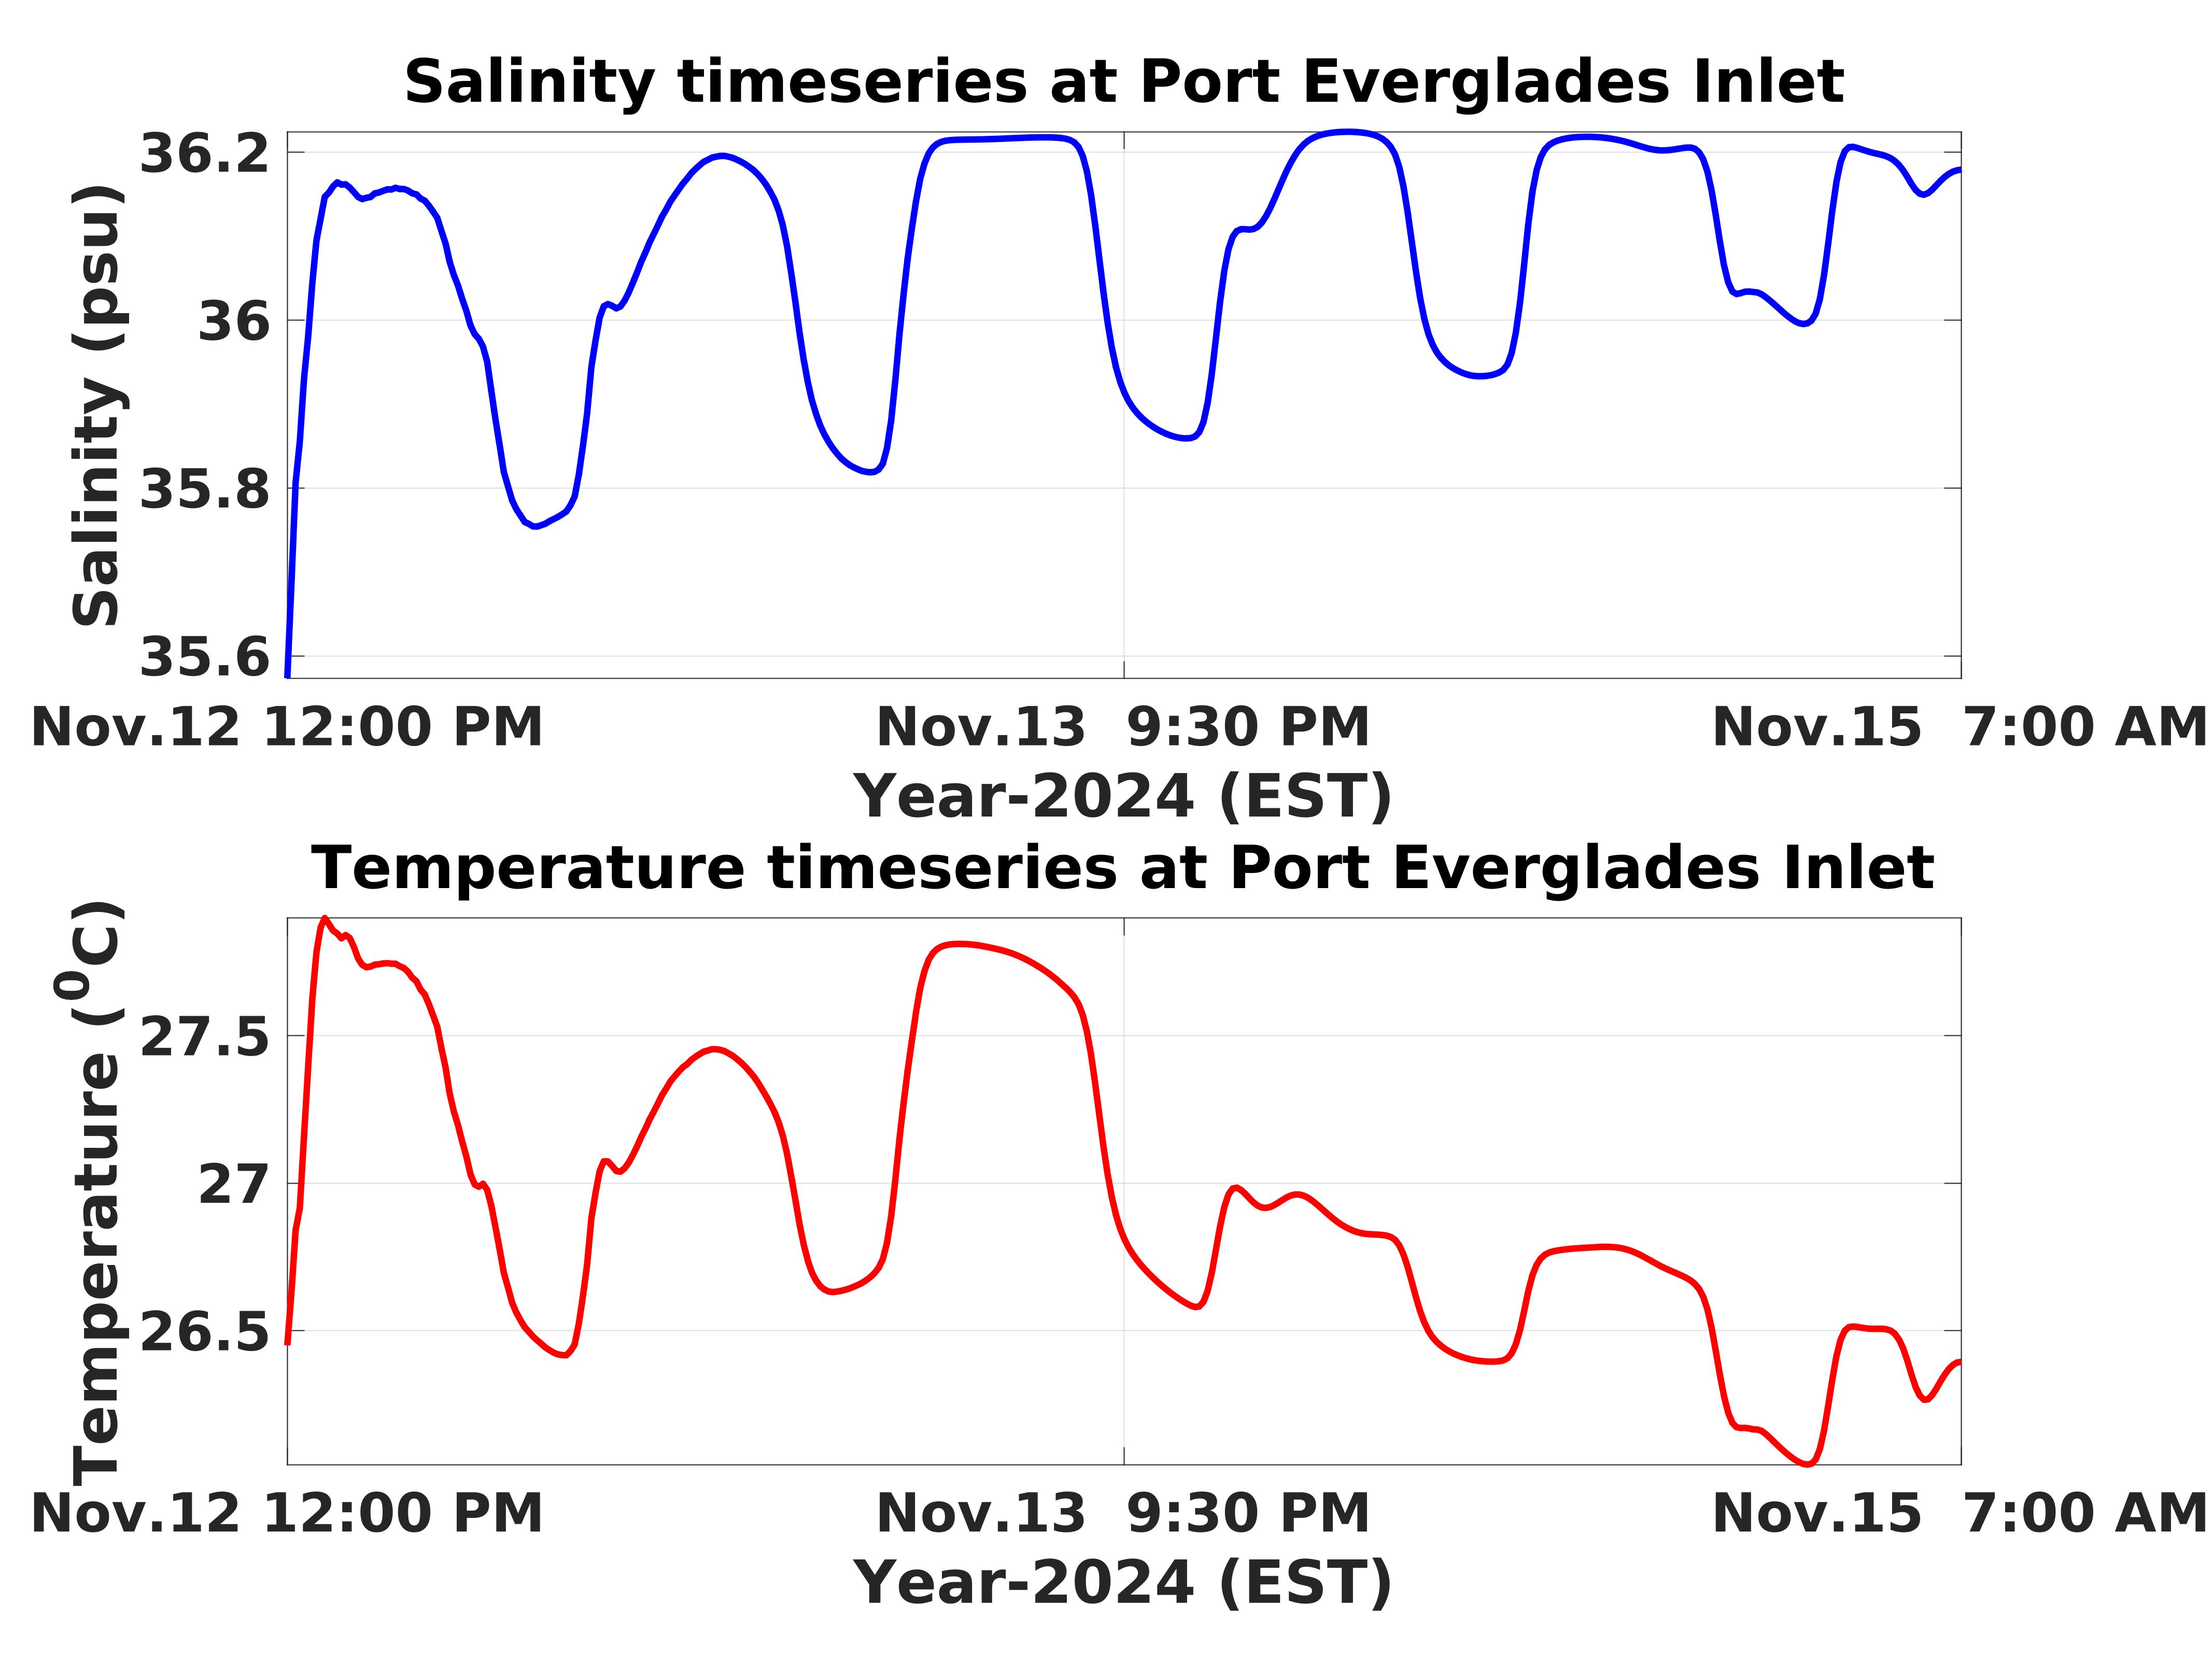 Salinity timeseries at Port Everglades Inlet
Salinity (psu)
36.2
36
35.8
35.6
Nov.12 12:00 PM
Nov.13  9:30 PM
Nov.15  7:00 AM
Year-2024 (EST)
Temperature timeseries at Port Everglades Inlet
Temperature (⁰C)
27.5
27
26.5
Nov.12 12:00 PM
Nov.13  9:30 PM
Nov.15  7:00 AM
Year-2024 (EST)